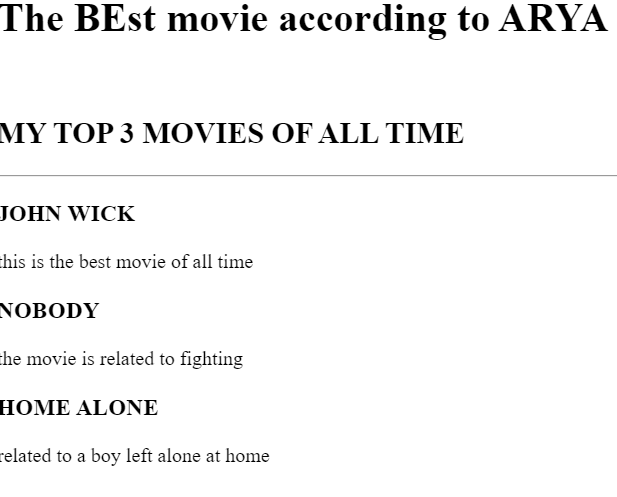 The BEst movie according to ARYA
MY TOP 3 MOVIES OF ALL TIME
JOHN WICK
this is the best movie of all time
NOBODY
the movie is related to fighting
HOME ALONE
related to a boy left alone at home